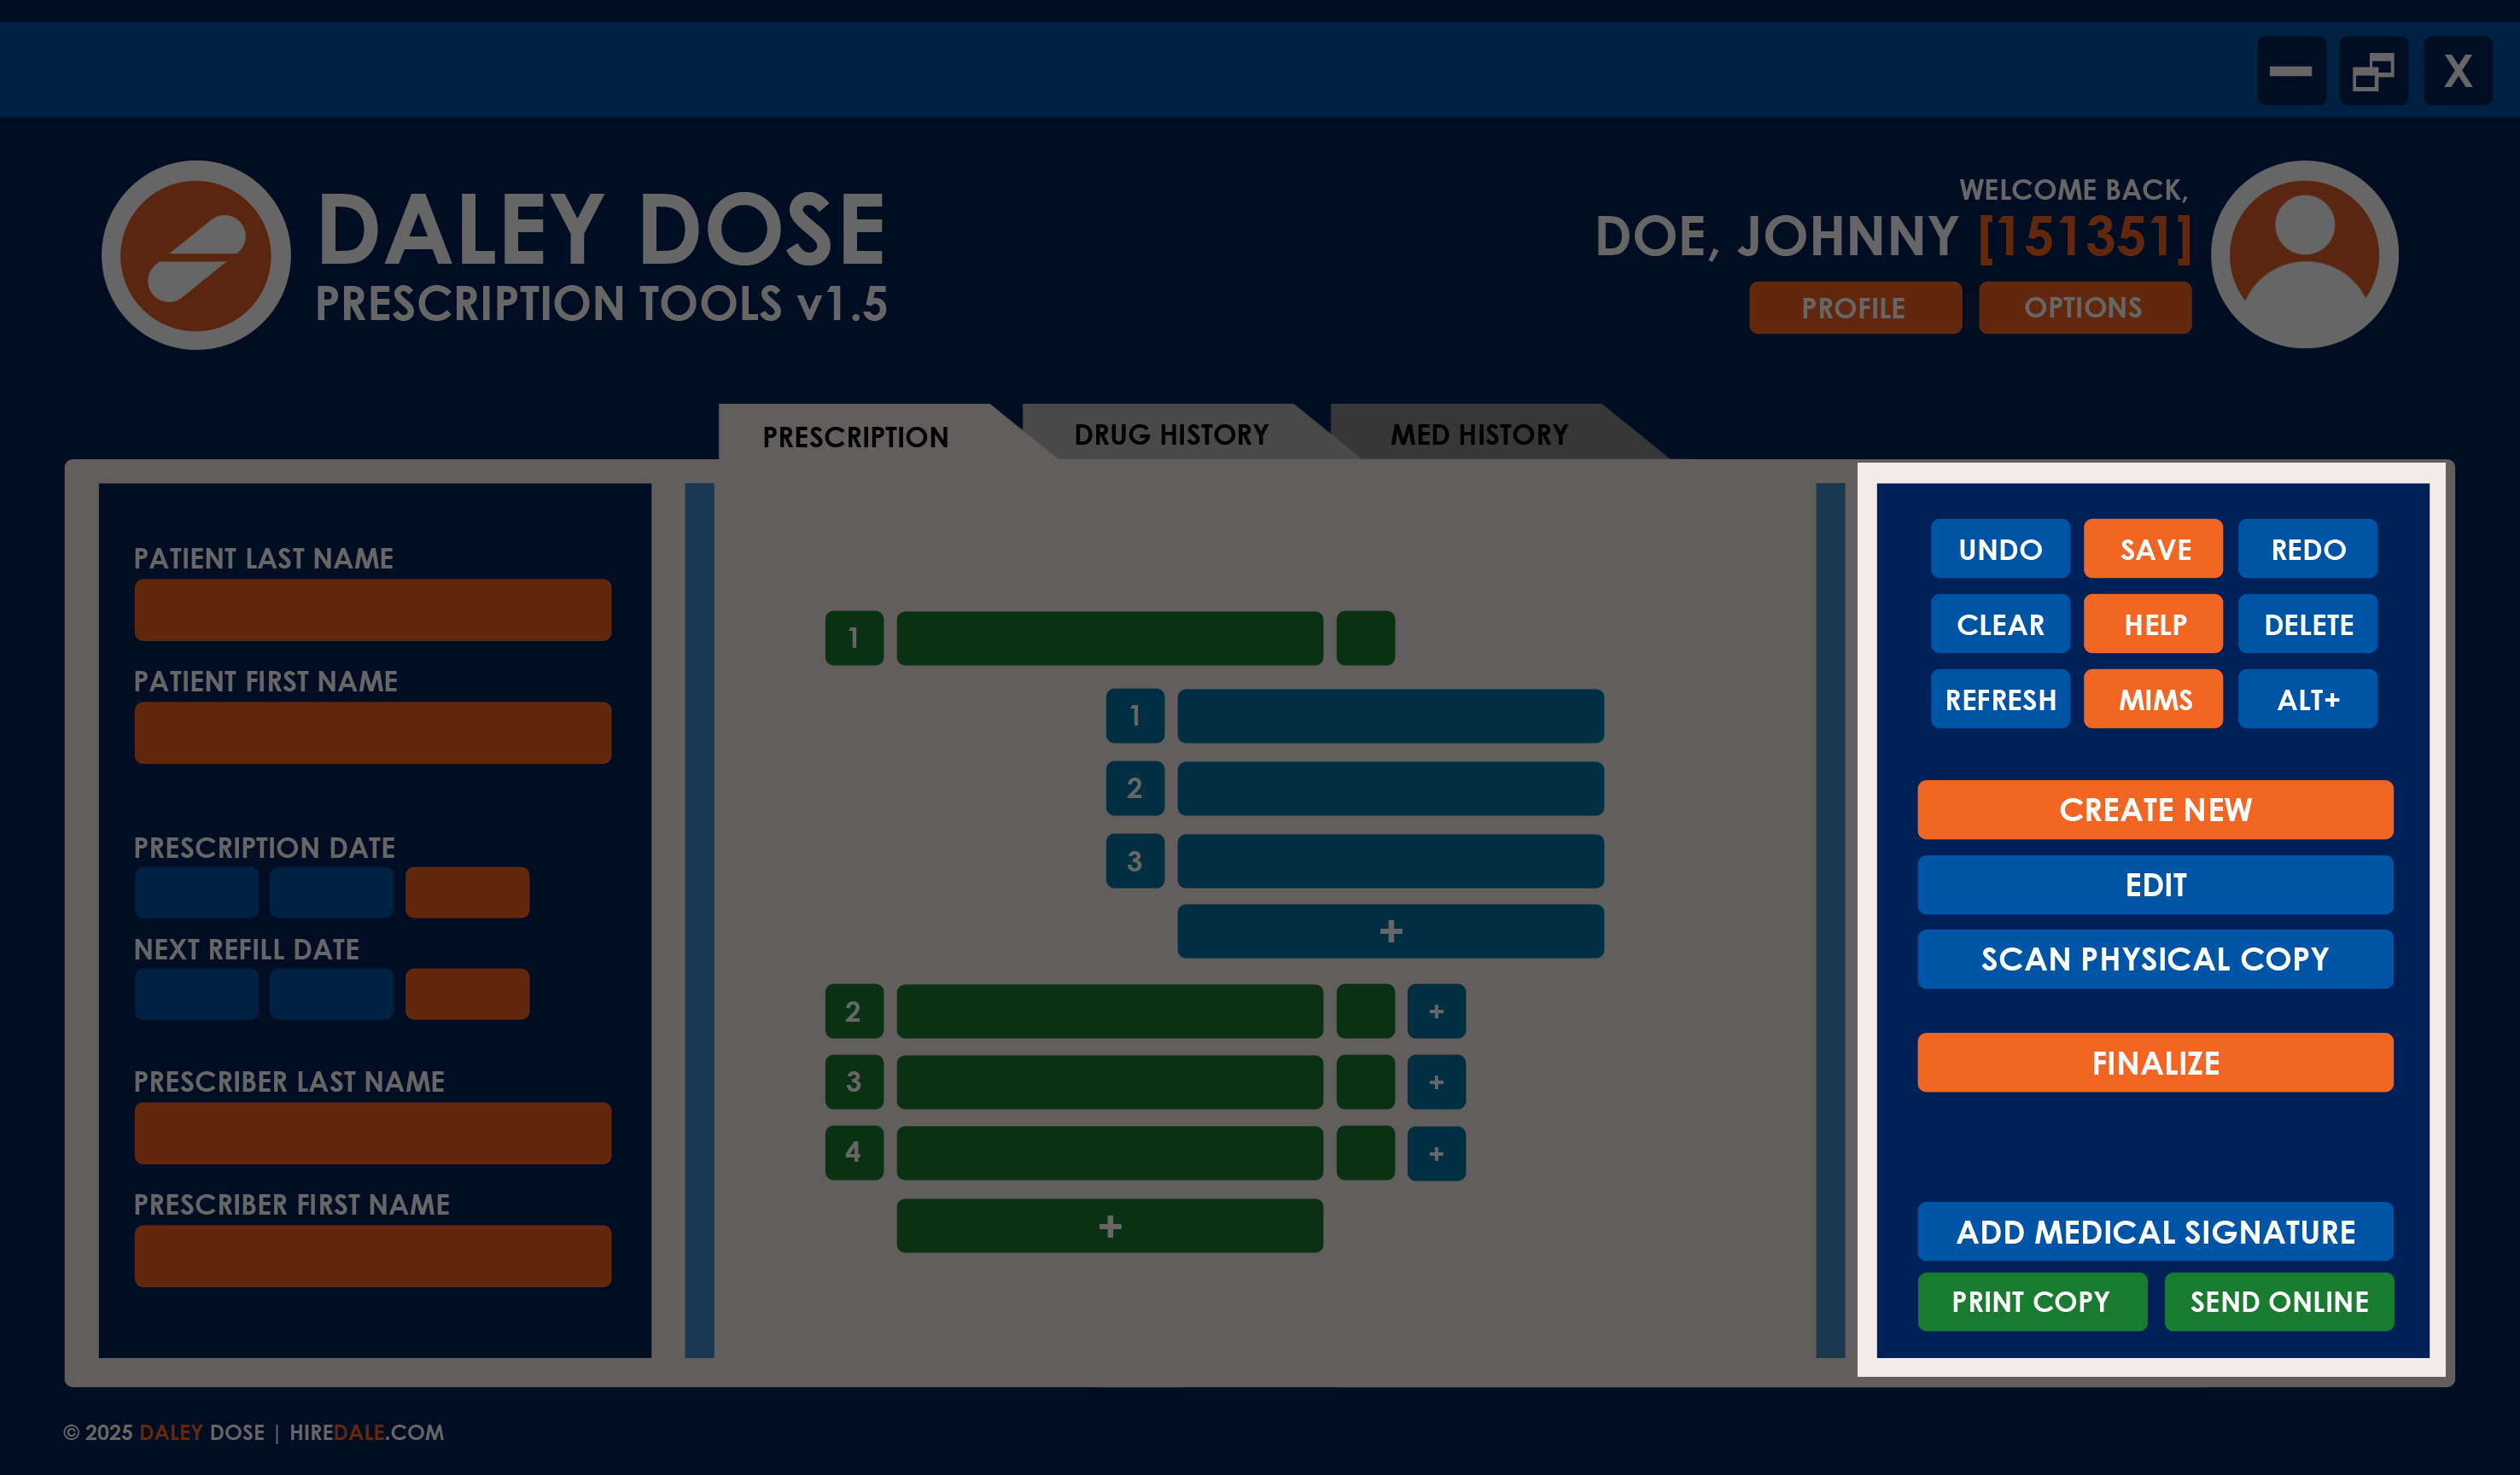 X
DALEY DOSE
PRESCRIPTION TOOLS v1.5
WELCOME BACK,
DOE, JOHNNY [151351]
PROFILE OPTIONS
PRESCRIPTION DRUG HISTORY MED HISTORY
PATIENT LAST NAME
PATIENT FIRST NAME
PRESCRIPTION DATE
NEXT REFILL DATE
PRESCRIBER LAST NAME
PRESCRIBER FIRST NAME
1
1
2
3
+
2 +
3 +
4 +
+
UNDO SAVE REDO
CLEAR HELP DELETE
REFRESH MIMS ALT+
CREATE NEW
EDIT
SCAN PHYSICAL COPY
FINALIZE
ADD MEDICAL SIGNATURE
PRINT COPY SEND ONLINE
© 2025 DALEY DOSE | HIREDALE.COM